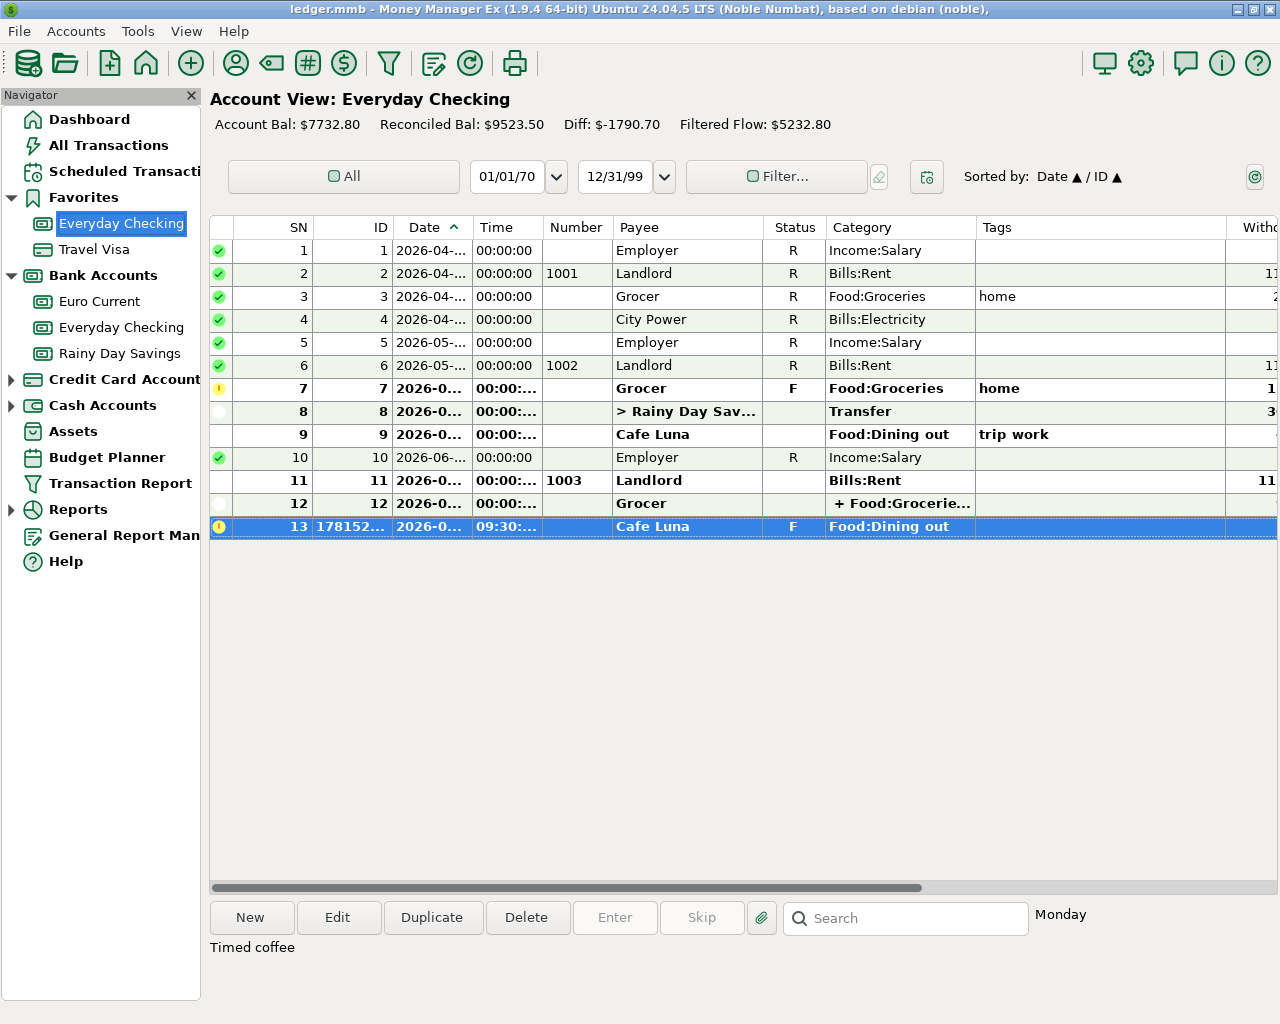 ledger.mmb - Money Manager Ex (1.9.4 64-bit) Ubuntu 24.04.5 LTS (Noble Numbat), based on debian (noble),
File Accounts Tools View Help
Navigator
Dashboard
All Transactions
Scheduled Transacti
Favorites
Everyday Checking
Travel Visa
Bank Accounts
Euro Current
Everyday Checking
Rainy Day Savings
Credit Card Account
Cash Accounts
Assets
Budget Planner
Transaction Report
Reports
General Report Man
Help
Account View: Everyday Checking
Account Bal: $7732.80 Reconciled Bal: $9523.50 Diff: $-1790.70 Filtered Flow: $5232.80
All 01/01/70 12/31/99 Filter... Sorted by: Date ▲ / ID ▲
SN ID Date Time Number Payee Status Category Tags Withd
1 1 2026-04-... 00:00:00 Employer R Income:Salary
2 2 2026-04-... 00:00:00 1001 Landlord R Bills:Rent 11
3 3 2026-04-... 00:00:00 Grocer R Food:Groceries home 2
4 4 2026-04-... 00:00:00 City Power R Bills:Electricity
5 5 2026-05-... 00:00:00 Employer R Income:Salary
6 6 2026-05-... 00:00:00 1002 Landlord R Bills:Rent 11
7 7 2026-0... 00:00:... Grocer F Food:Groceries home 1
8 8 2026-0... 00:00:... > Rainy Day Sav... Transfer 3
9 9 2026-0... 00:00:... Cafe Luna Food:Dining out trip work
10 10 2026-06-... 00:00:00 Employer R Income:Salary
11 11 2026-0... 00:00:... 1003 Landlord Bills:Rent 11
12 12 2026-0... 00:00:... Grocer + Food:Grocerie...
13 178152... 2026-0... 09:30:... Cafe Luna F Food:Dining out
New Edit Duplicate Delete Enter Skip Search Monday
Timed coffee